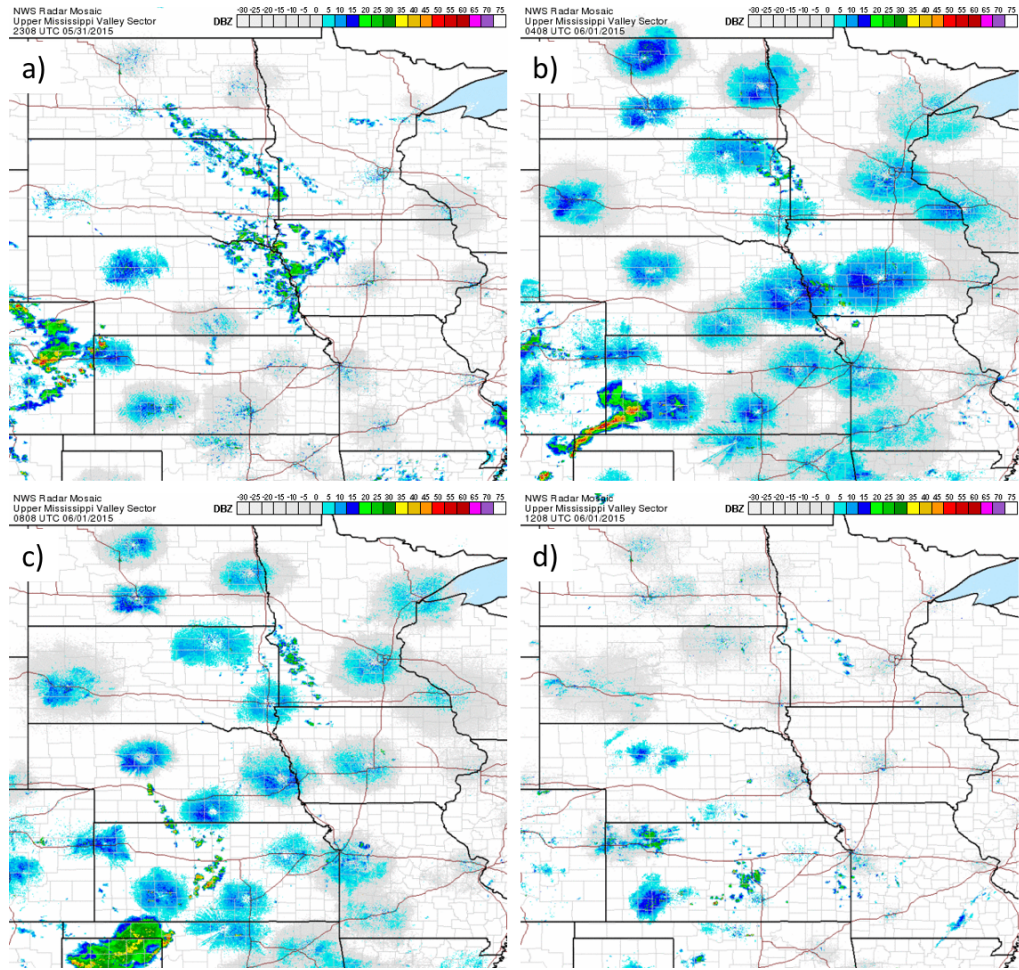 NWS Radar Mosaic
Upper Mississippi Valley Sector
2308 UTC 05/31/2015
DBZ
-30 -25 -20 -15 -10 -5 0 5 10 15 20 25 30 35 40 45 50 55 60 65 70 75
a)
NWS Radar Mosaic
Upper Mississippi Valley Sector
0408 UTC 06/01/2015
DBZ
-30 -25 -20 -15 -10 -5 0 5 10 15 20 25 30 35 40 45 50 55 60 65 70 75
b)
NWS Radar Mosaic
Upper Mississippi Valley Sector
0808 UTC 06/01/2015
DBZ
-30 -25 -20 -15 -10 -5 0 5 10 15 20 25 30 35 40 45 50 55 60 65 70 75
c)
NWS Radar Mosaic
Upper Mississippi Valley Sector
1208 UTC 06/01/2015
DBZ
-30 -25 -20 -15 -10 -5 0 5 10 15 20 25 30 35 40 45 50 55 60 65 70 75
d)